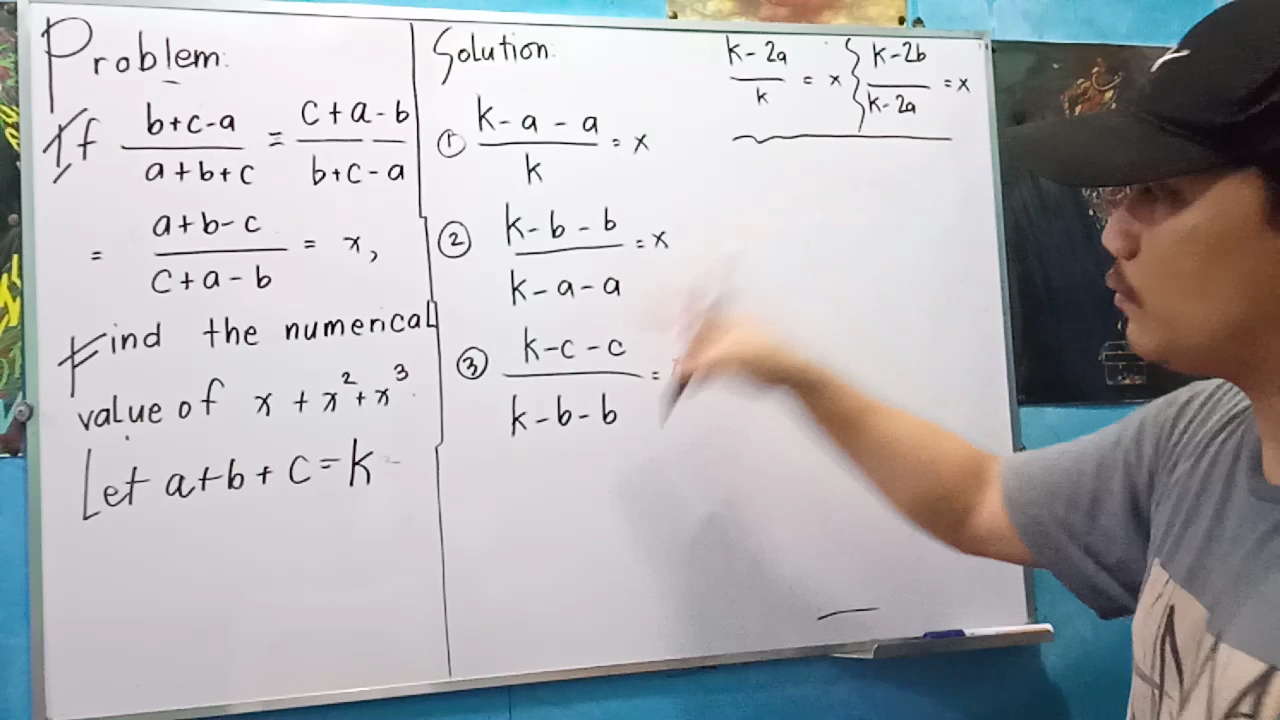 Problem:
If b+c-a / a+b+c = c+a-b / b+c-a
= a+b-c / c+a-b = x,
Find the numerical
value of x + x² + x³.
Let a+b+c=k
Solution:
① k-a-a / k = x
② k-b-b / k-a-a = x
③ k-c-c / k-b-b =
k-2a / k = x
k-2b / k-2a = x